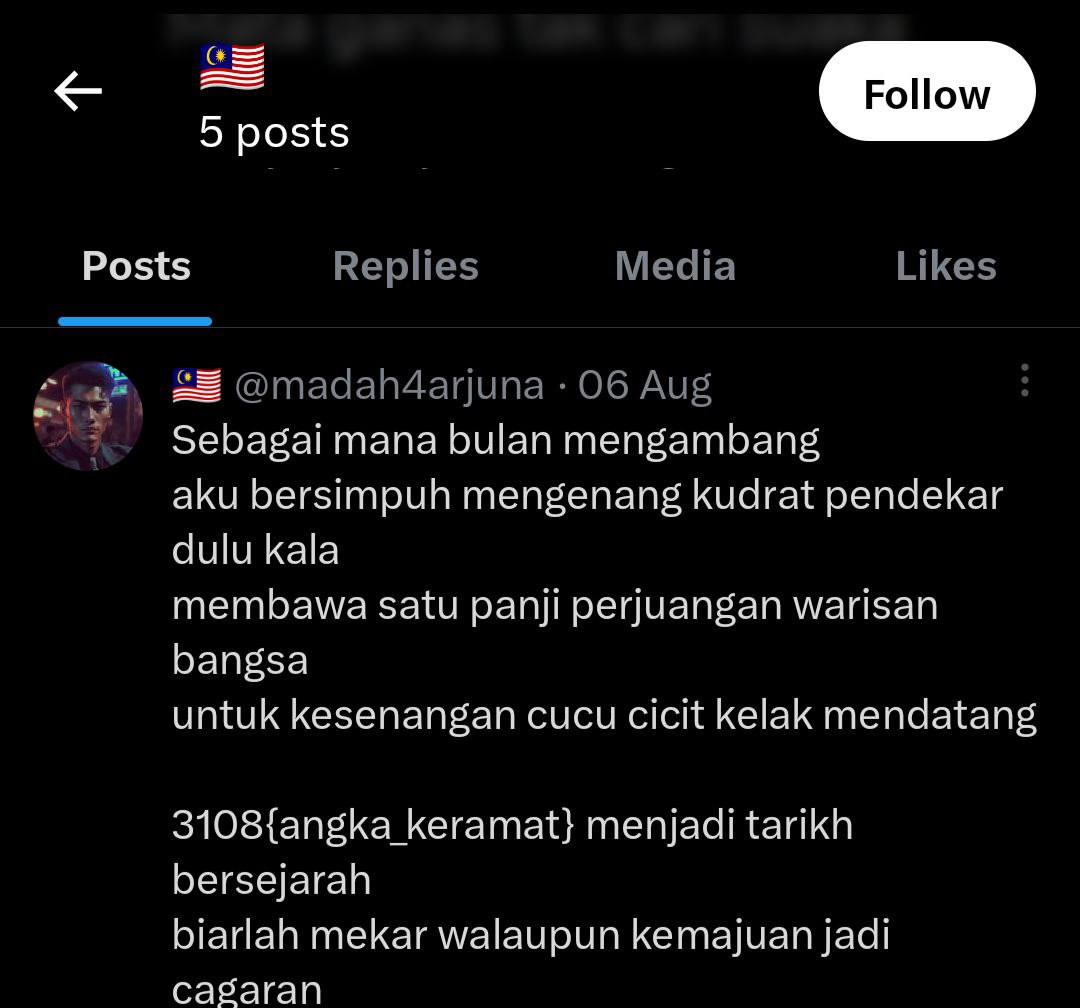 🇲🇾
5 posts
Follow
Posts
Replies
Media
Likes
🇲🇾 @madah4arjuna · 06 Aug
Sebagai mana bulan mengambang
aku bersimpuh mengenang kudrat pendekar
dulu kala
membawa satu panji perjuangan warisan
bangsa
untuk kesenangan cucu cicit kelak mendatang
3108{angka_keramat} menjadi tarikh
bersejarah
biarlah mekar walaupun kemajuan jadi
cagaran